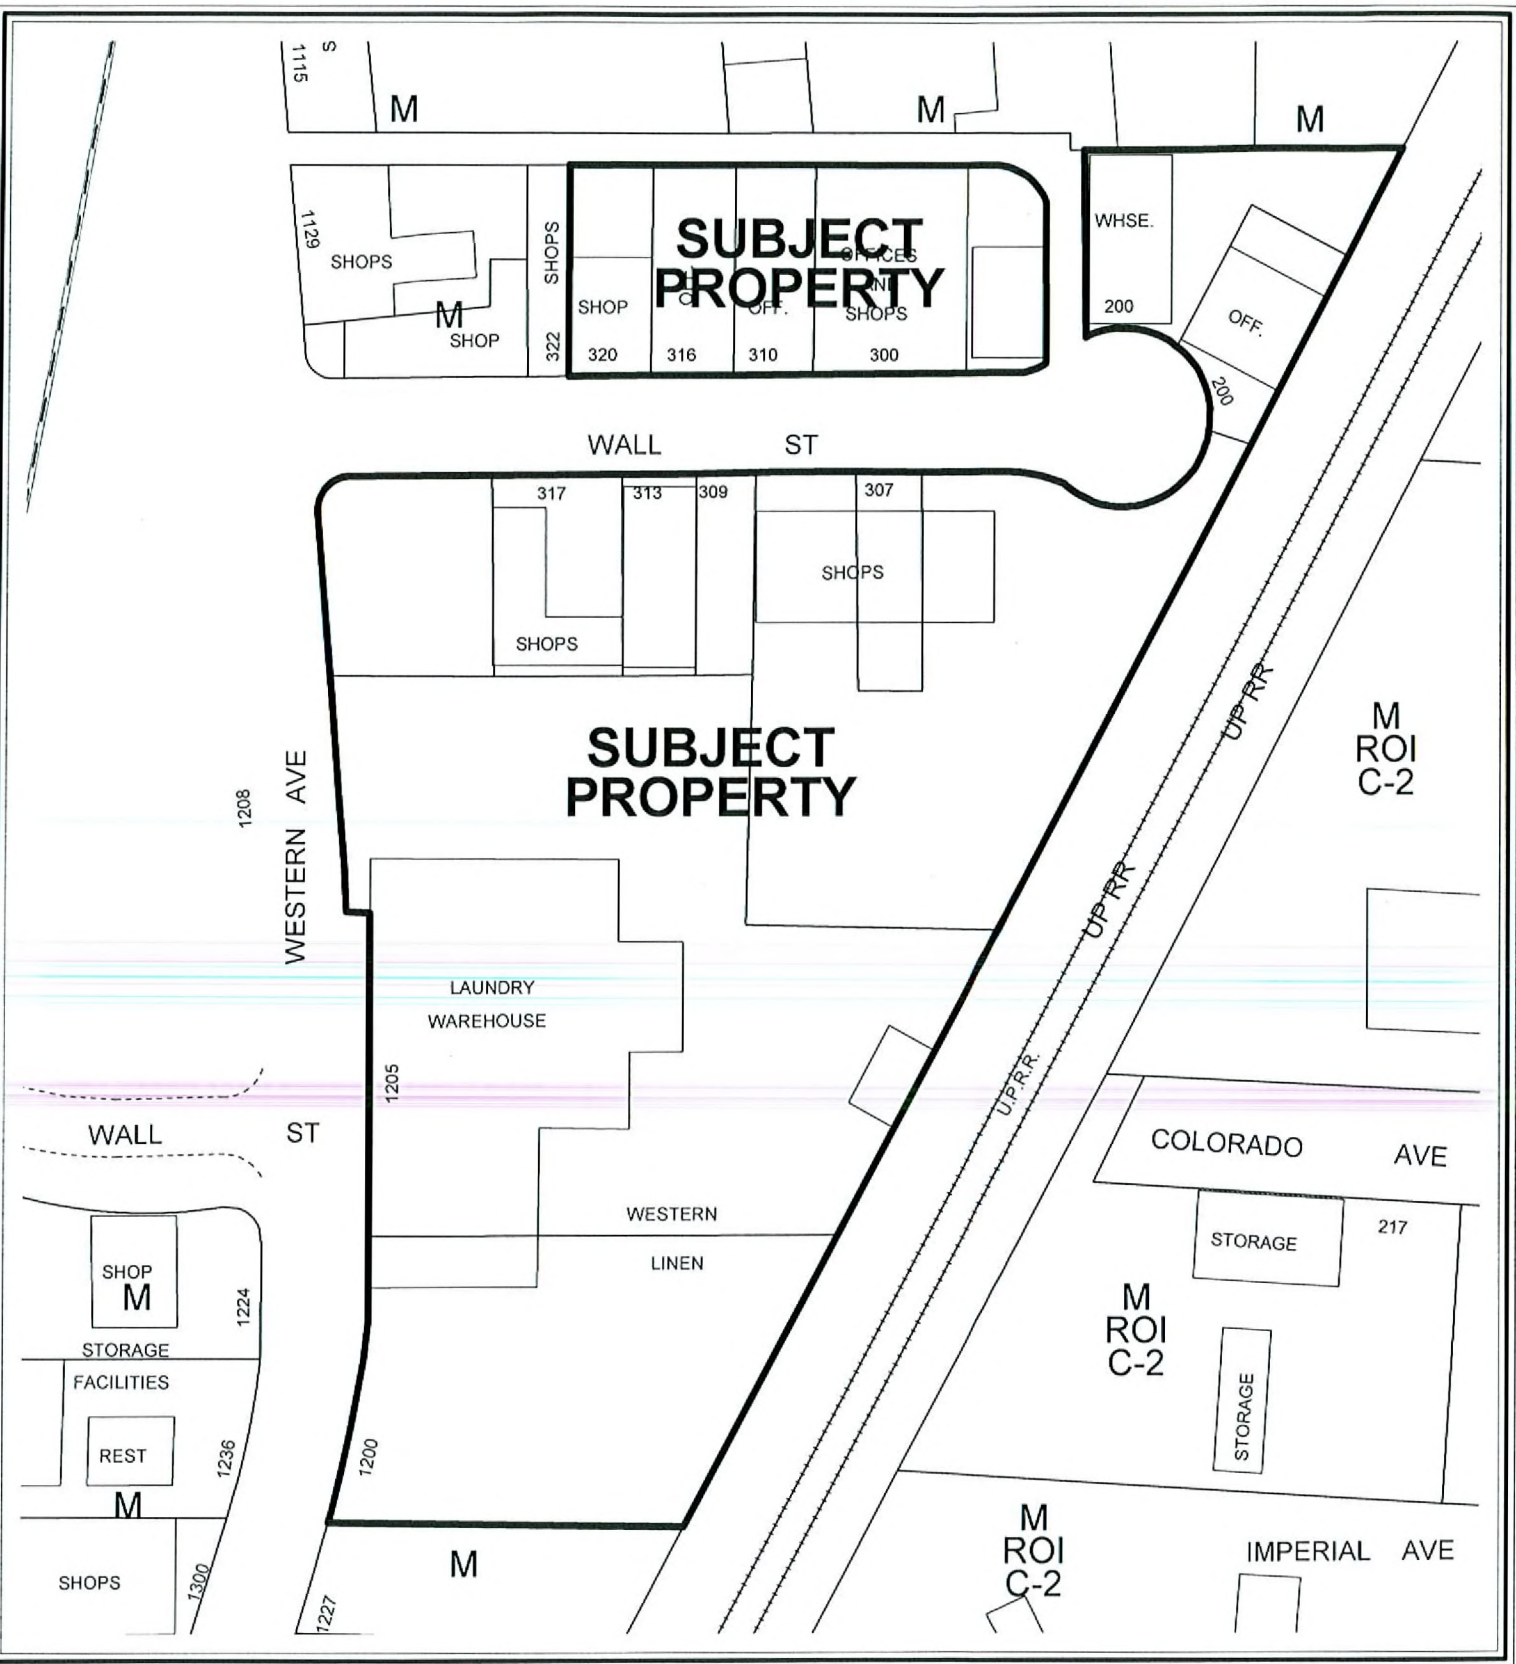 1115
S
M
M
M
1129
SHOPS
M
SHOP
SHOPS
322
SUBJECT
PROPERTY
SHOP
OFF.
OFFICES
AND
SHOPS
320
316
310
300
WHSE.
200
OFF.
200
WALL ST
317
313
309
307
SHOPS
SHOPS
SUBJECT
PROPERTY
1208
WESTERN AVE
UP RR
UP RR
U.P.R.R.
M
ROI
C-2
LAUNDRY
WAREHOUSE
1205
WALL ST
WESTERN
LINEN
COLORADO AVE
STORAGE
217
SHOP
M
1224
STORAGE
FACILITIES
REST
M
1236
1200
M
ROI
C-2
STORAGE
SHOPS
1300
1227
M
M
ROI
C-2
IMPERIAL AVE